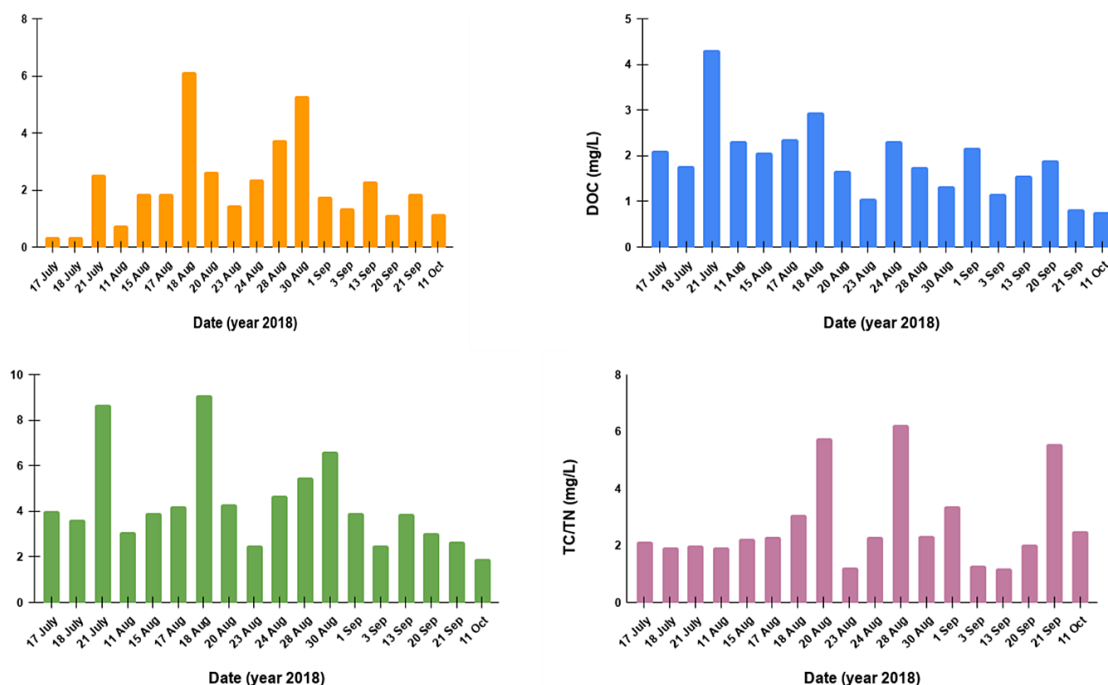 8
6
4
2
0
17 July
18 July
21 July
11 Aug
15 Aug
17 Aug
18 Aug
20 Aug
23 Aug
24 Aug
28 Aug
30 Aug
1 Sep
3 Sep
13 Sep
20 Sep
21 Sep
11 Oct
Date (year 2018)
DOC (mg/L)
5
4
3
2
1
0
17 July
18 July
21 July
11 Aug
15 Aug
17 Aug
18 Aug
20 Aug
23 Aug
24 Aug
28 Aug
30 Aug
1 Sep
3 Sep
13 Sep
20 Sep
21 Sep
11 Oct
Date (year 2018)
10
8
6
4
2
0
17 July
18 July
21 July
11 Aug
15 Aug
17 Aug
18 Aug
20 Aug
23 Aug
24 Aug
28 Aug
30 Aug
1 Sep
3 Sep
13 Sep
20 Sep
21 Sep
11 Oct
Date (year 2018)
TC/TN (mg/L)
8
6
4
2
0
17 July
18 July
21 July
11 Aug
15 Aug
17 Aug
18 Aug
20 Aug
23 Aug
24 Aug
28 Aug
30 Aug
1 Sep
3 Sep
13 Sep
20 Sep
21 Sep
11 Oct
Date (year 2018)